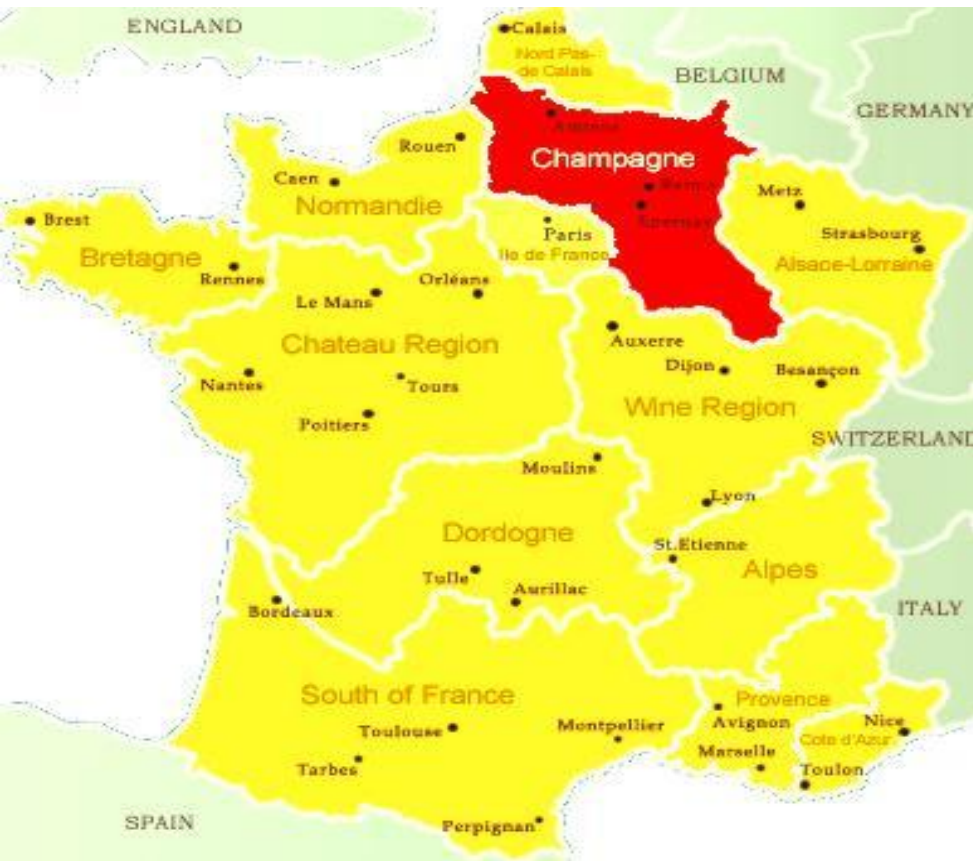 ENGLAND
Calais
Nord Pas-
de Calais
BELGIUM
GERMANY
Amiens
Rouen
Champagne
Caen
Reims
Metz
Normandie
Epernay
Brest
Paris
Strasbourg
Bretagne
Ile de France
Alsace-Lorraine
Rennes
Orléans
Le Mans
Auxerre
Chateau Region
Dijon
Besançon
Nantes
Tours
Wine Region
Poitiers
SWITZERLAND
Moulins
Lyon
Dordogne
St.Etienne
Alpes
Tulle
Aurillac
Bordeaux
ITALY
South of France
Provence
Avignon
Nice
Toulouse
Montpellier
Cote d'Azur
Marselle
Tarbes
Toulon
SPAIN
Perpignan